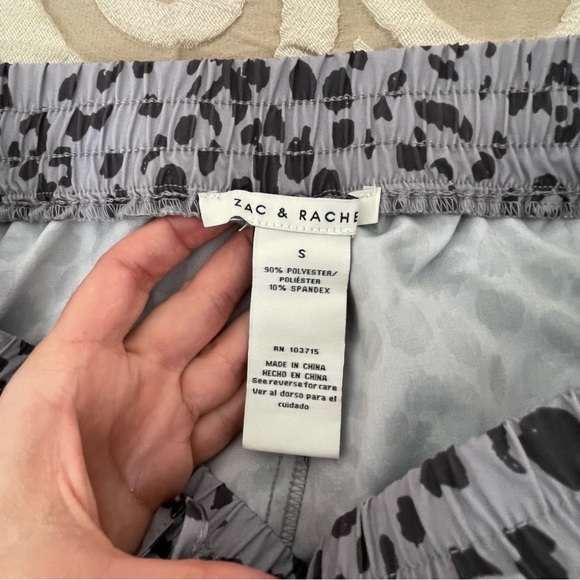 ZAC & RACHE
S
90% POLYESTER/
POLIÉSTER
10% SPANDEX
RN 103715
MADE IN CHINA
HECHO EN CHINA
See reverse for care
Ver al dorso para el
cuidado